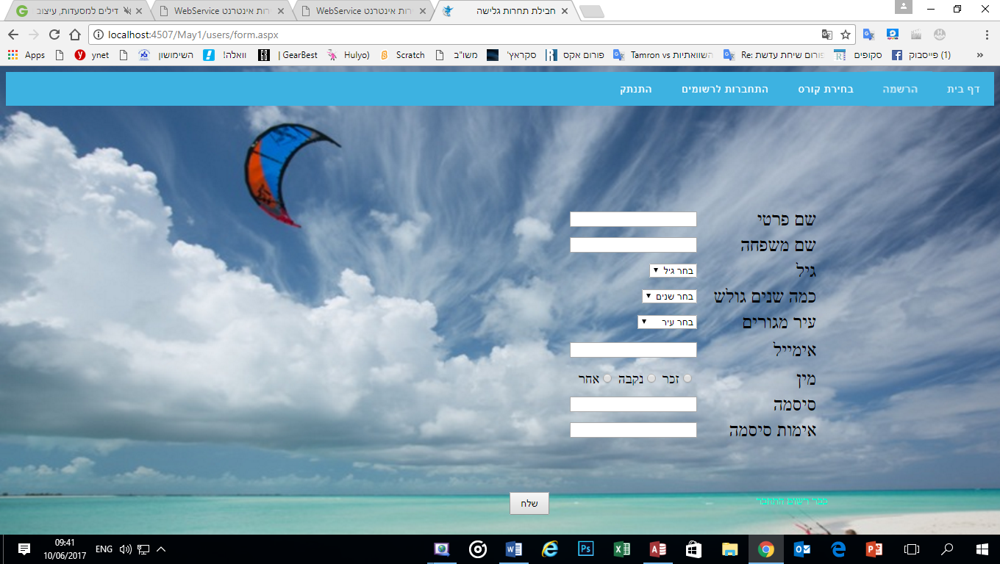 דילים למסעדות, עיצוב
רות אינטרנט WebService
רות אינטרנט WebService
חבילת תחרות גלישה
localhost:4507/May1/users/form.aspx
Apps
ynet
השימושון
וואלה!
| GearBest
Hulyo)
Scratch
משו"ב
סקראץ'
פורום אקס
השוואתיות Tamron vs
פורום שיחת עדשת :Re
סקופים
(1) פייסבוק
»
דף בית הרשמה בחירת קורס התחברות לרשומים התנתק
שם פרטי
שם משפחה
גיל בחר גיל
כמה שנים גולש בחר שנים
עיר מגורים בחר עיר
אימייל
מין זכר נקבה אחר
סיסמה
אימות סיסמה
שלח
כבר רשום התחבר
ENG
09:41
10/06/2017